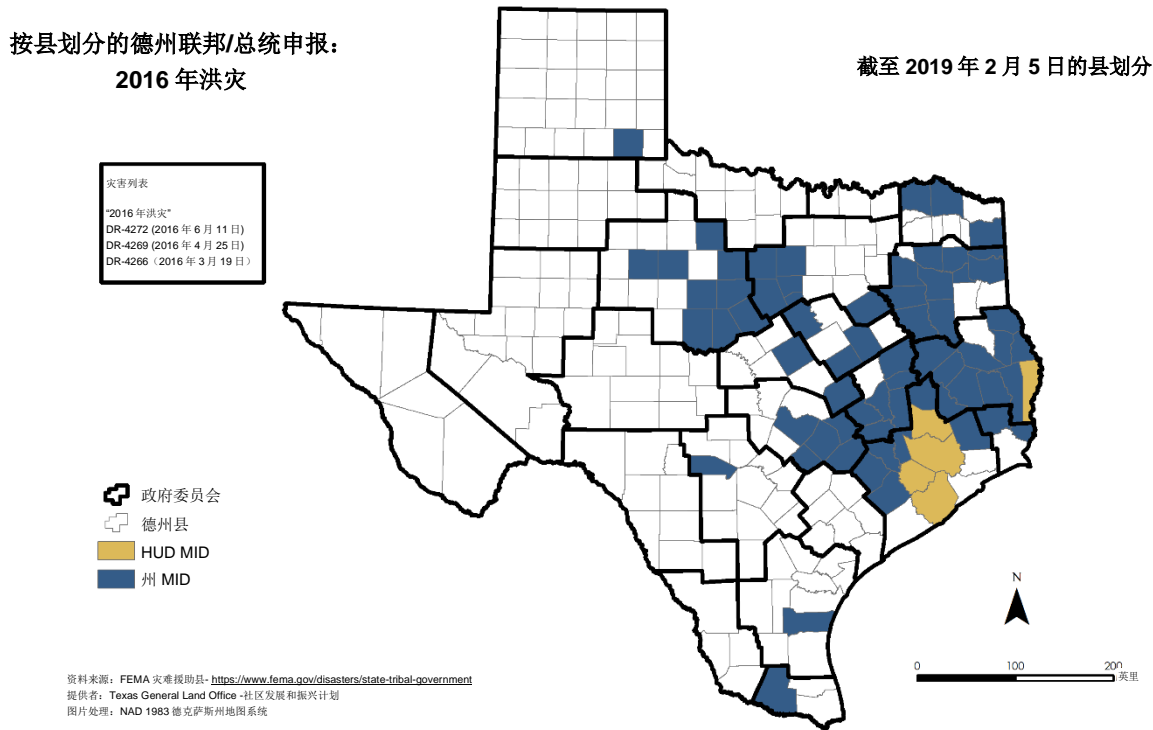 按县划分的德州联邦/总统申报：
2016 年洪灾
截至 2019 年 2 月 5 日的县划分
灾害列表
“2016 年洪灾”
DR-4272 (2016 年 6 月 11 日)
DR-4269 (2016 年 4 月 25 日)
DR-4266（2016 年 3 月 19 日）
政府委员会
德州县
HUD MID
州 MID
N
0 100 200
英里
资料来源：FEMA 灾难援助县- https://www.fema.gov/disasters/state-tribal-government
提供者：Texas General Land Office -社区发展和振兴计划
图片处理：NAD 1983 德克萨斯州地图系统